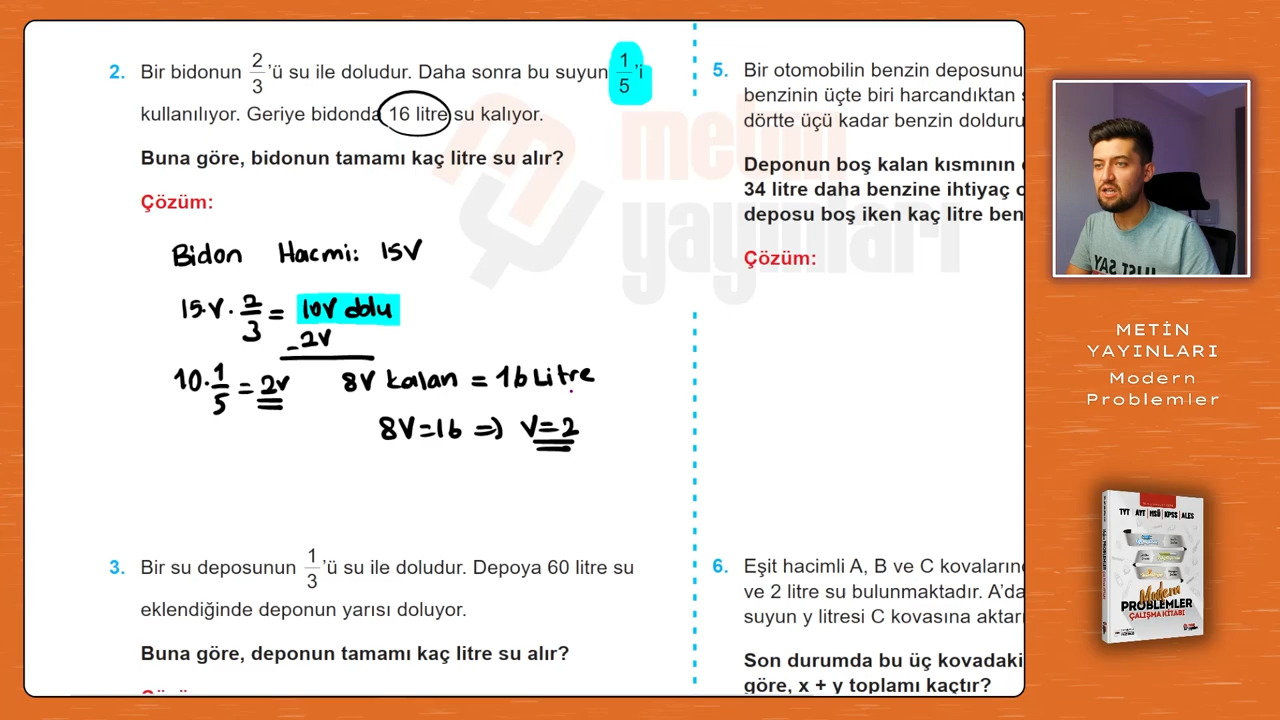 2. Bir bidonun 2/3 'ü su ile doludur. Daha sonra bu suyun 1/5 'i
kullanılıyor. Geriye bidonda 16 litre su kalıyor.
Buna göre, bidonun tamamı kaç litre su alır?
Çözüm:
Bidon Hacmi: 15V
15.V . 2/3 = 10V dolu
-2V
10 . 1/5 = 2V 8V kalan = 16 Litre
8V=16 ⇒ V=2
3. Bir su deposunun 1/3 'ü su ile doludur. Depoya 60 litre su
eklendiğinde deponun yarısı doluyor.
Buna göre, deponun tamamı kaç litre su alır?
5. Bir otomobilin benzin deposunu
benzinin üçte biri harcandıktan
dörtte üçü kadar benzin
Deponun boş kalan kısmının
34 litre daha benzine ihtiyaç
deposu boş iken kaç litre
Çözüm:
6. Eşit hacimli A, B ve C
ve 2 litre su bulunmaktadır.
suyun y litresi C kovasına
Son durumda bu üç kovadaki
göre, x + y toplamı kaçtır?
metin
yayınları
METİN
YAYINLARI
Modern
Problemler
TYT AYT MSÜ KPSS ALES
Modern
PROBLEMLER
ÇALIŞMA KİTABI